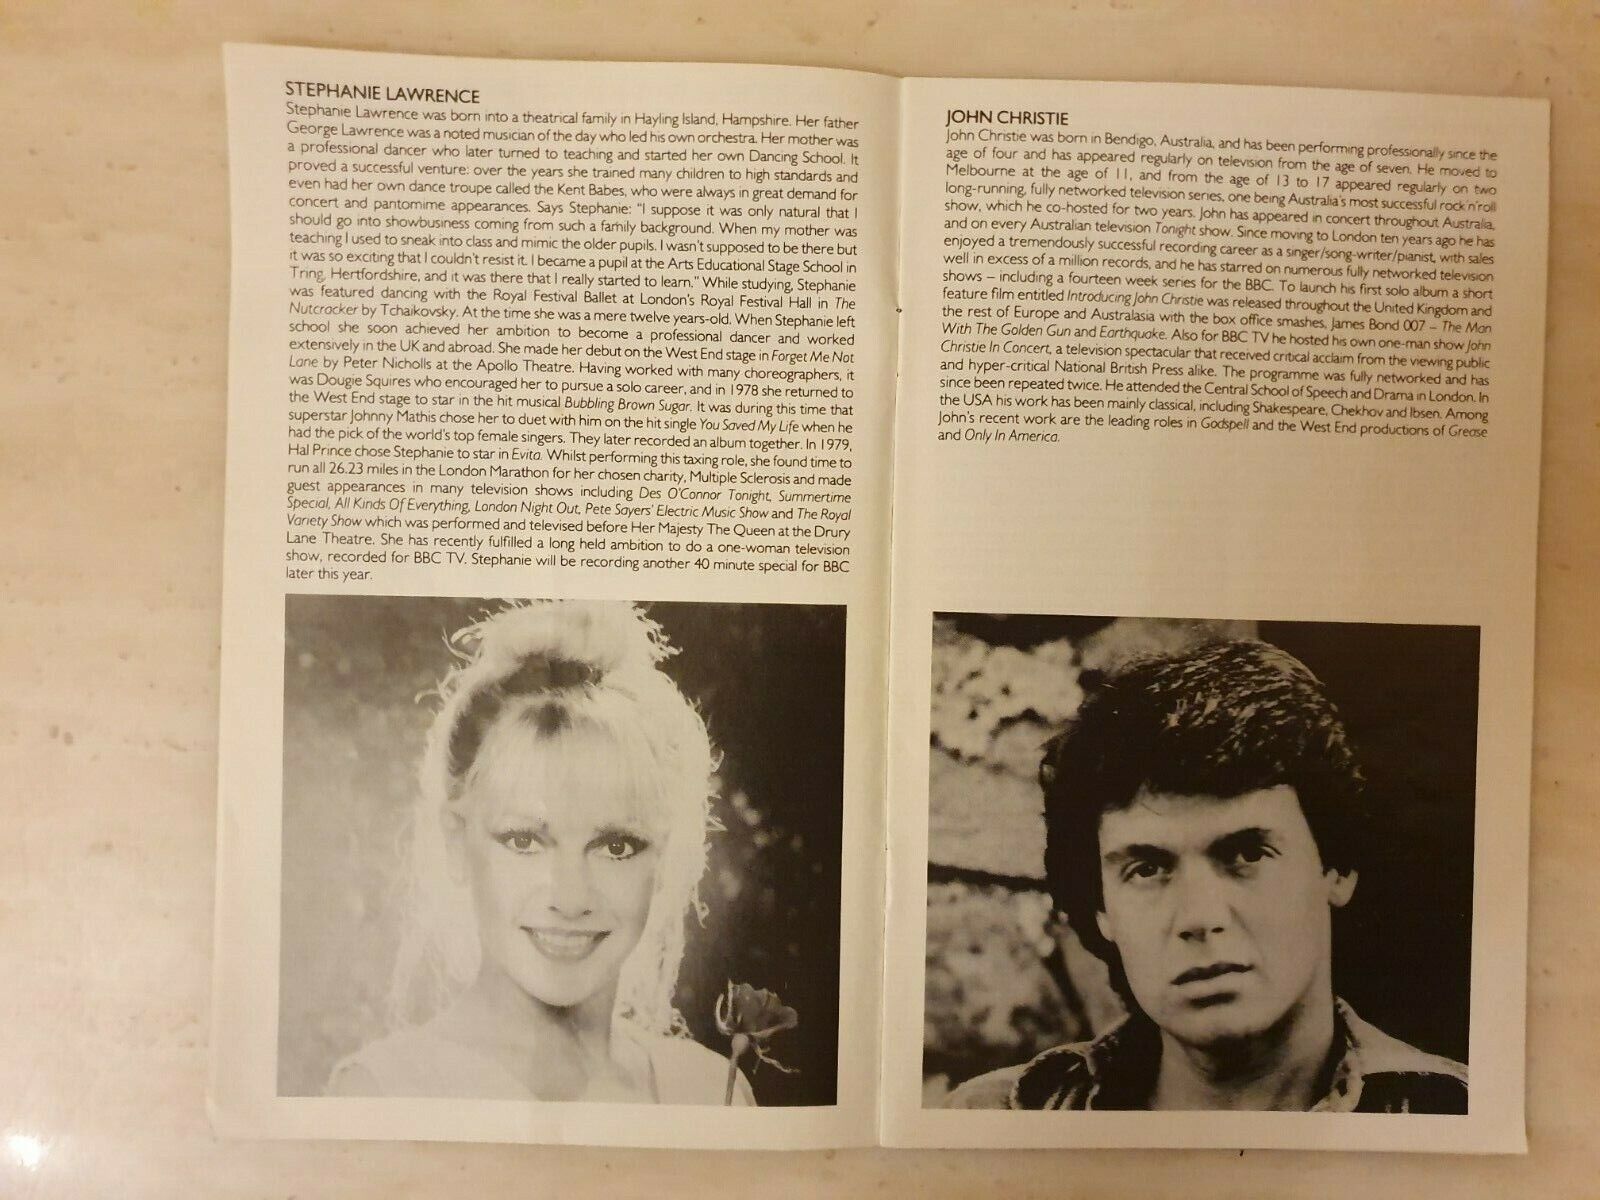 STEPHANIE LAWRENCE
Stephanie Lawrence was born into a theatrical family in Hayling Island, Hampshire. Her father
George Lawrence was a noted musician of the day who led his own orchestra. Her mother was
a professional dancer who later turned to teaching and started her own Dancing School. It
proved a successful venture: over the years she trained many children to high standards and
even had her own dance troupe called the Kent Babes, who were always in great demand for
concert and pantomime appearances. Says Stephanie: "I suppose it was only natural that I
should go into showbusiness coming from such a family background. When my mother was
teaching I used to sneak into class and mimic the older pupils. I wasn't supposed to be there but
it was so exciting that I couldn't resist it. I became a pupil at the Arts Educational Stage School in
Tring, Hertfordshire, and it was there that I really started to learn." While studying, Stephanie
was featured dancing with the Royal Festival Ballet at London's Royal Festival Hall in The
Nutcracker by Tchaikovsky. At the time she was a mere twelve years-old. When Stephanie left
school she soon achieved her ambition to become a professional dancer and worked
extensively in the UK and abroad. She made her debut on the West End stage in Forget Me Not
Lane by Peter Nicholls at the Apollo Theatre. Having worked with many choreographers, it
was Dougie Squires who encouraged her to pursue a solo career, and in 1978 she returned to
the West End stage to star in the hit musical Bubbling Brown Sugar. It was during this time that
superstar Johnny Mathis chose her to duet with him on the hit single You Saved My Life when he
had the pick of the world's top female singers. They later recorded an album together. In 1979,
Hal Prince chose Stephanie to star in Evita. Whilst performing this taxing role, she found time to
run all 26.23 miles in the London Marathon for her chosen charity, Multiple Sclerosis and made
guest appearances in many television shows including Des O'Connor Tonight, Summertime
Special, All Kinds Of Everything, London Night Out, Pete Sayers' Electric Music Show and The Royal
Variety Show which was performed and televised before Her Majesty The Queen at the Drury
Lane Theatre. She has recently fulfilled a long held ambition to do a one-woman television
show, recorded for BBC TV. Stephanie will be recording another 40 minute special for BBC
later this year.
JOHN CHRISTIE
John Christie was born in Bendigo, Australia, and has been performing professionally since the
age of four and has appeared regularly on television from the age of seven. He moved to
Melbourne at the age of 11, and from the age of 13 to 17 appeared regularly on two
long-running, fully networked television series, one being Australia's most successful rock'n'roll
show, which he co-hosted for two years. John has appeared in concert throughout Australia,
and on every Australian television Tonight show. Since moving to London ten years ago he has
enjoyed a tremendously successful recording career as a singer/song-writer/pianist, with sales
well in excess of a million records, and he has starred on numerous fully networked television
shows – including a fourteen week series for the BBC. To launch his first solo album a short
feature film entitled Introducing John Christie was released throughout the United Kingdom and
the rest of Europe and Australasia with the box office smashes, James Bond 007 – The Man
With The Golden Gun and Earthquake. Also for BBC TV he hosted his own one-man show John
Christie In Concert, a television spectacular that received critical acclaim from the viewing public
and hyper-critical National British Press alike. The programme was fully networked and has
since been repeated twice. He attended the Central School of Speech and Drama in London. In
the USA his work has been mainly classical, including Shakespeare, Chekhov and Ibsen. Among
John's recent work are the leading roles in Godspell and the West End productions of Grease
and Only In America.